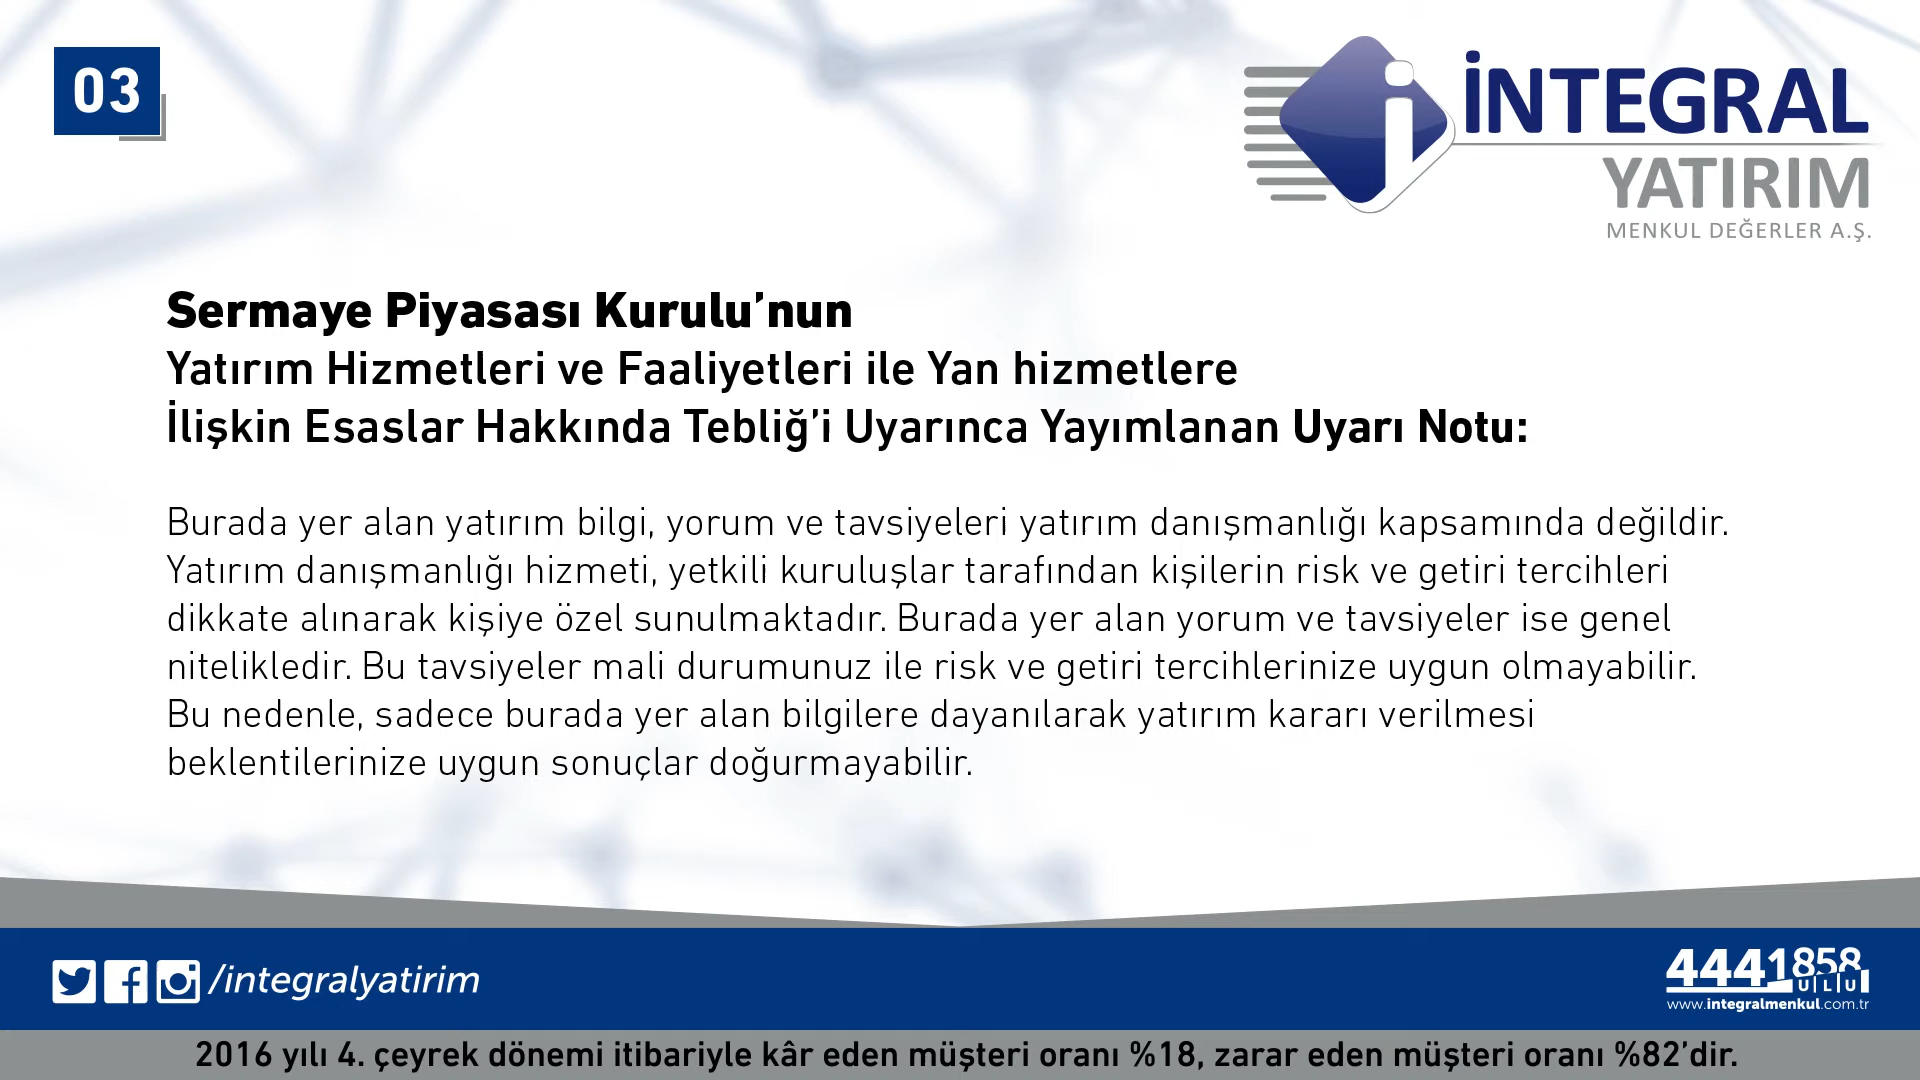 03
İNTEGRAL
YATIRIM
MENKUL DEĞERLER A.Ş.
Sermaye Piyasası Kurulu’nun
Yatırım Hizmetleri ve Faaliyetleri ile Yan hizmetlere
İlişkin Esaslar Hakkında Tebliğ’i Uyarınca Yayımlanan Uyarı Notu:
Burada yer alan yatırım bilgi, yorum ve tavsiyeleri yatırım danışmanlığı kapsamında değildir.
Yatırım danışmanlığı hizmeti, yetkili kuruluşlar tarafından kişilerin risk ve getiri tercihleri
dikkate alınarak kişiye özel sunulmaktadır. Burada yer alan yorum ve tavsiyeler ise genel
nitelikledir. Bu tavsiyeler mali durumunuz ile risk ve getiri tercihlerinize uygun olmayabilir.
Bu nedenle, sadece burada yer alan bilgilere dayanılarak yatırım kararı verilmesi
beklentilerinize uygun sonuçlar doğurmayabilir.
/integralyatirim
4441858
U L U
www.integralmenkul.com.tr
2016 yılı 4. çeyrek dönemi itibariyle kâr eden müşteri oranı %18, zarar eden müşteri oranı %82’dir.